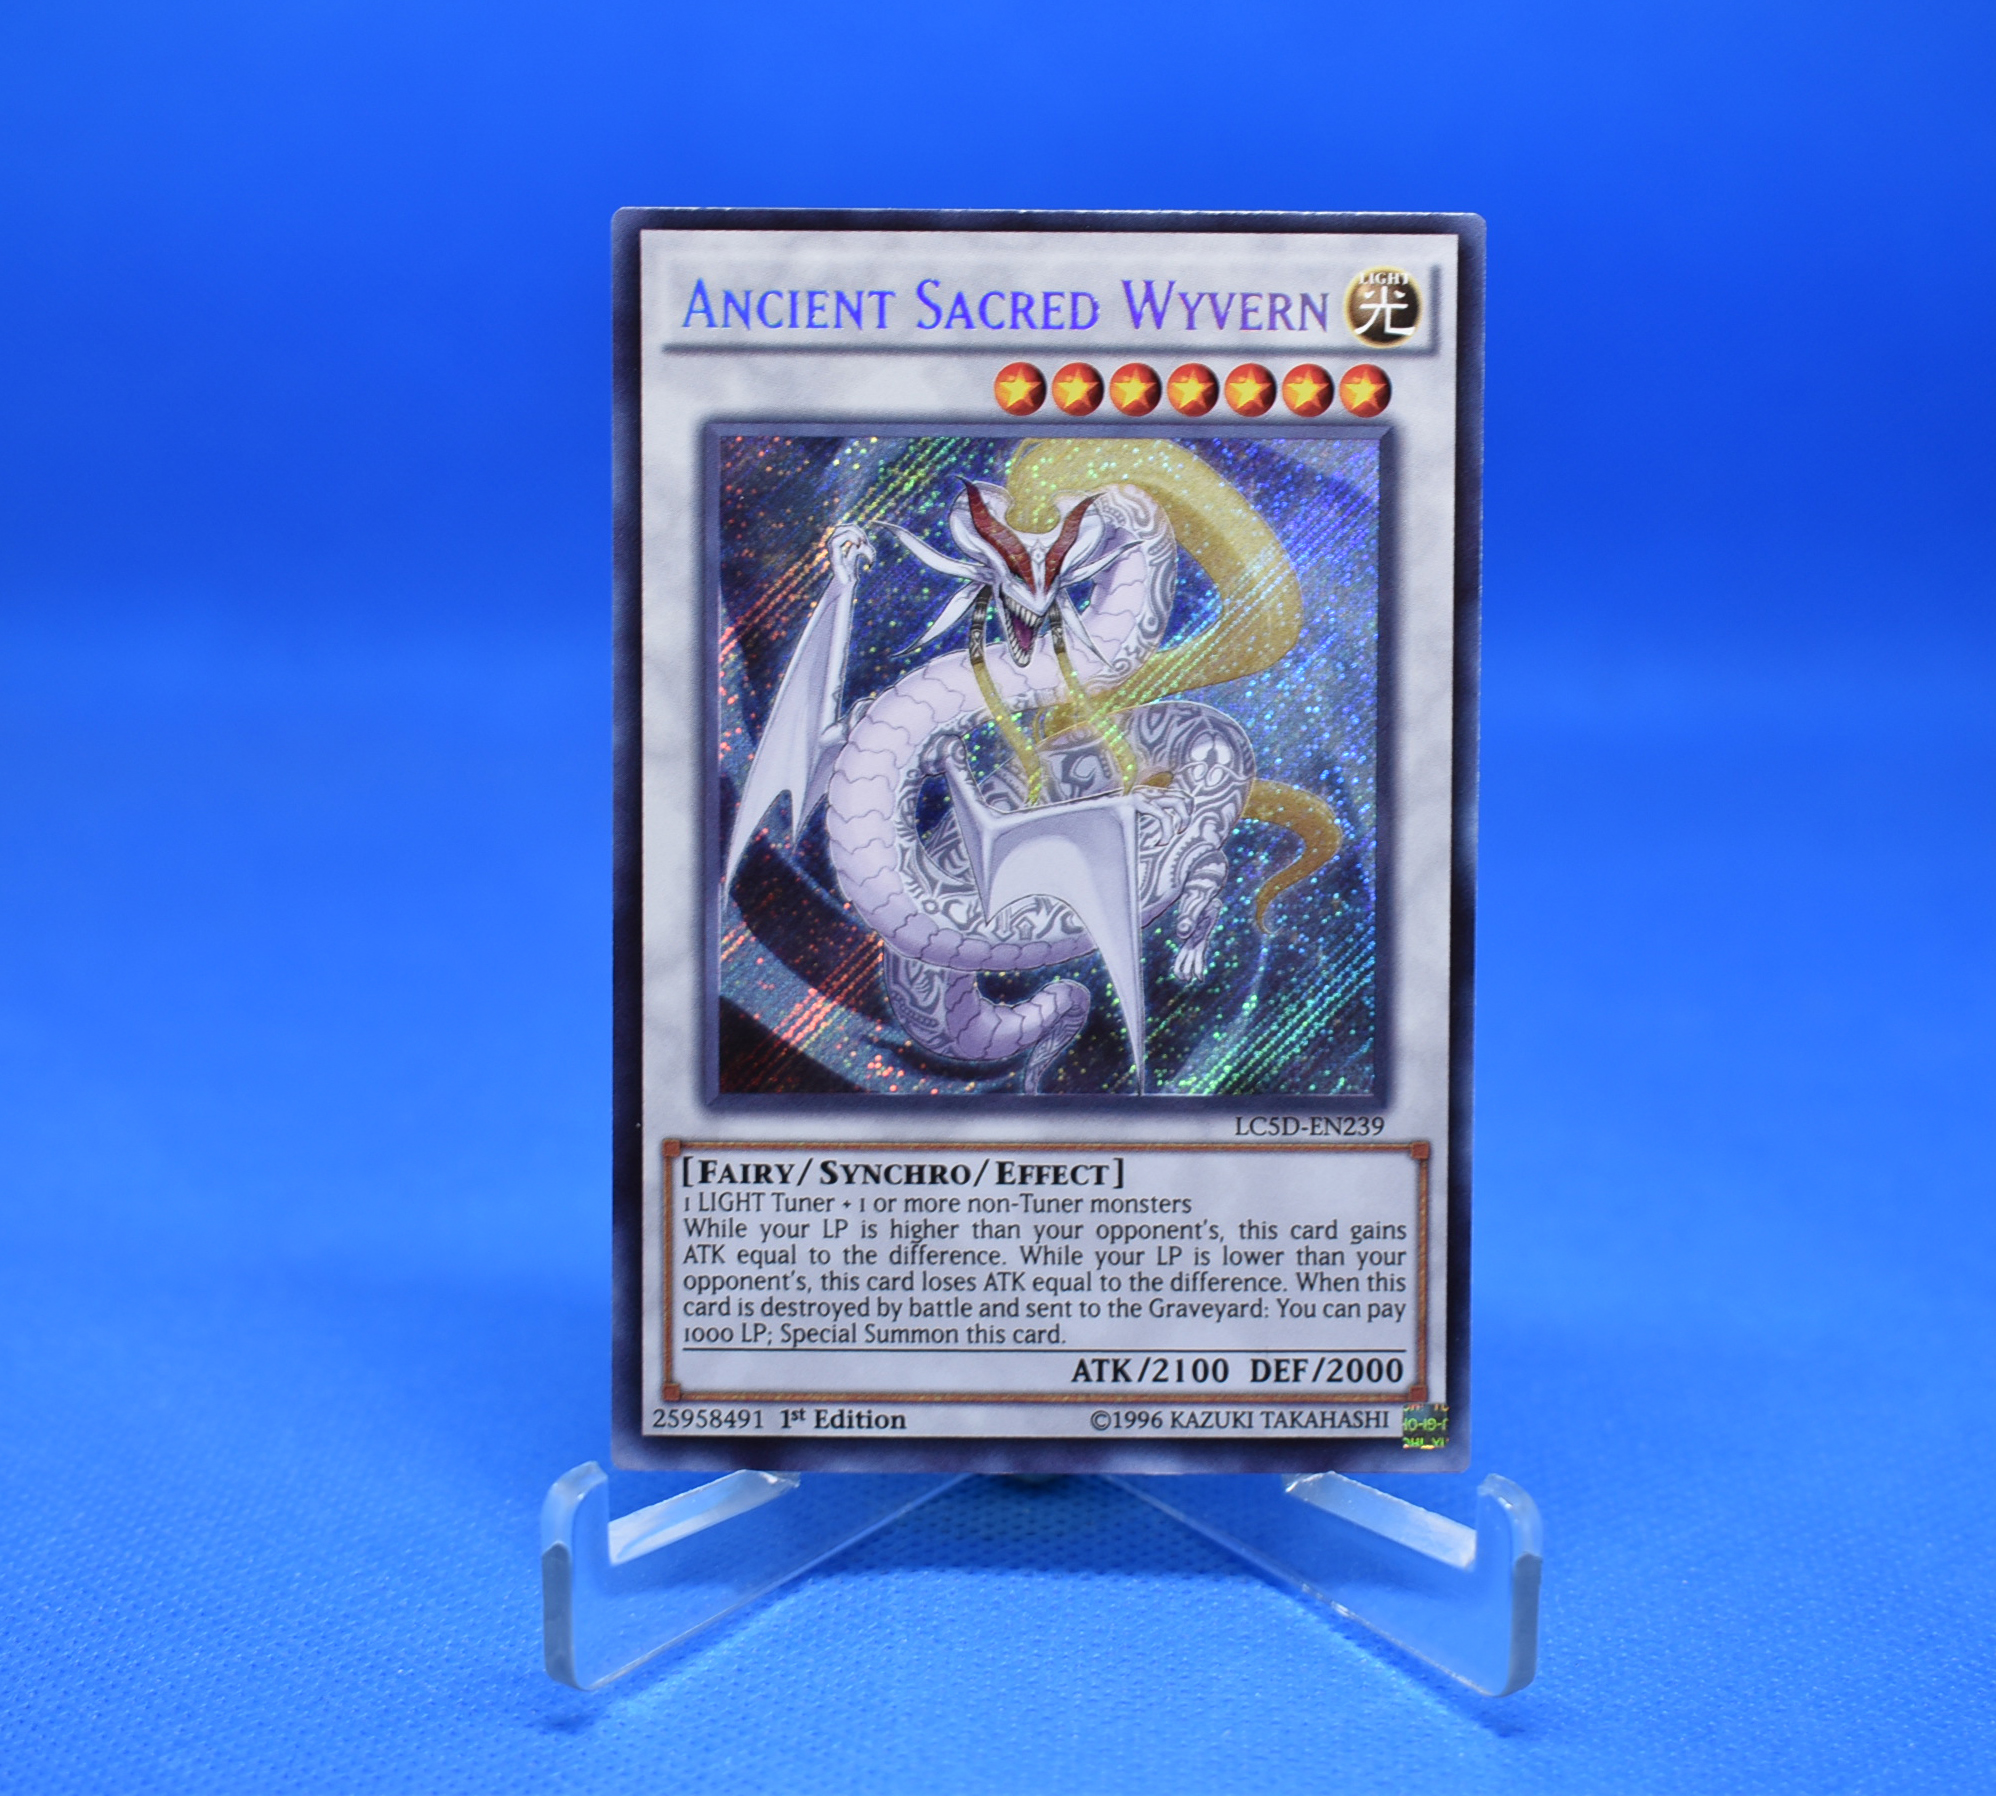 ANCIENT SACRED WYVERN
LIGHT
光
LC5D-EN239
[FAIRY/SYNCHRO/EFFECT]
1 LIGHT Tuner + 1 or more non-Tuner monsters
While your LP is higher than your opponent's, this card gains
ATK equal to the difference. While your LP is lower than your
opponent's, this card loses ATK equal to the difference. When this
card is destroyed by battle and sent to the Graveyard: You can pay
1000 LP; Special Summon this card.
ATK/2100 DEF/2000
25958491 1st Edition
©1996 KAZUKI TAKAHASHI